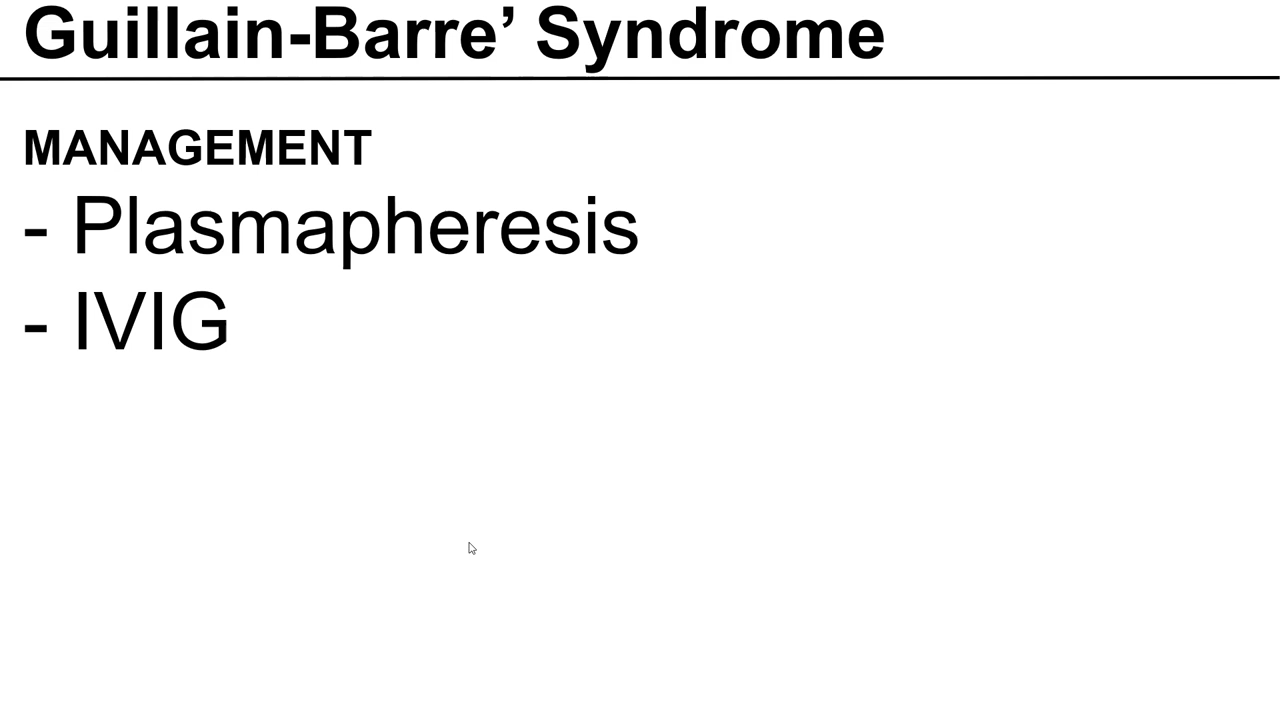 Guillain-Barre’ Syndrome
MANAGEMENT
- Plasmapheresis
- IVIG